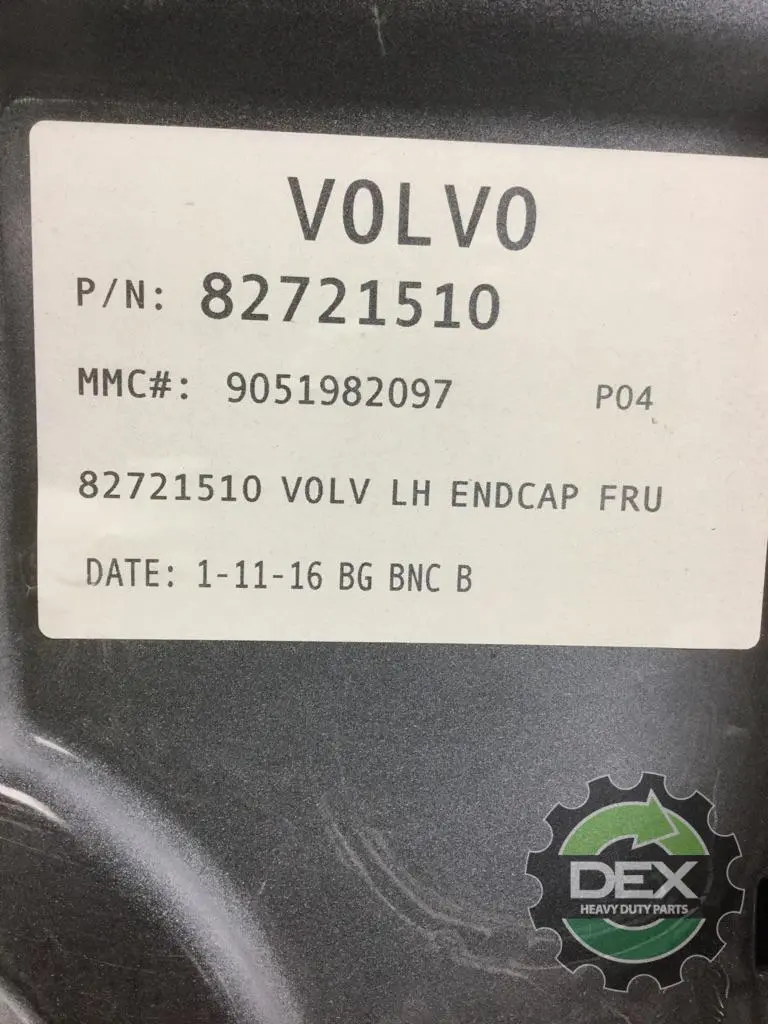 VOLVO
P/N: 82721510
MMC#: 9051982097 P04
82721510 VOLV LH ENDCAP FRU
DATE: 1-11-16 BG BNC B
DEX
HEAVY DUTY PARTS